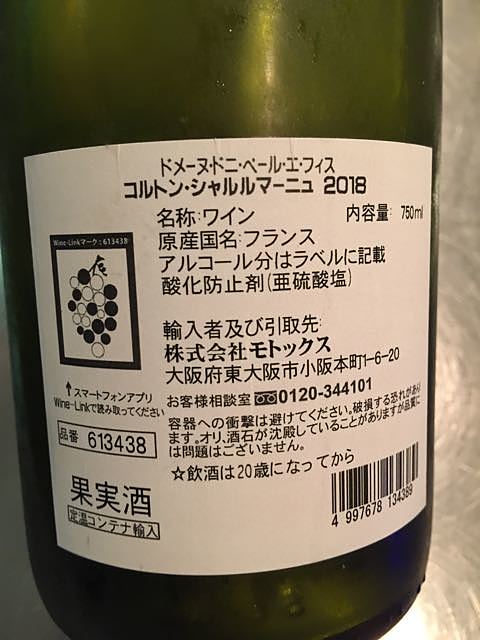 ドメーヌ・ドニ・ペール・エ・フィス
コルトン・シャルルマーニュ 2018
名称:ワイン 内容量: 750ml
原産国名:フランス
アルコール分はラベルに記載
酸化防止剤(亜硫酸塩)
Wine-Linkマーク:613438
輸入者及び引取先:
株式会社モトックス
大阪府東大阪市小阪本町1-6-20
↑スマートフォンアプリ
Wine-Linkで読み取ってください
お客様相談室 0120-344101
容器への衝撃は避けてください。破損する恐れがあり
ます。オリ、酒石が沈殿していることがありますが品質に
は問題はございません。
品番 613438
☆飲酒は20歳になってから
果実酒
定温コンテナ輸入
4 997678 134389